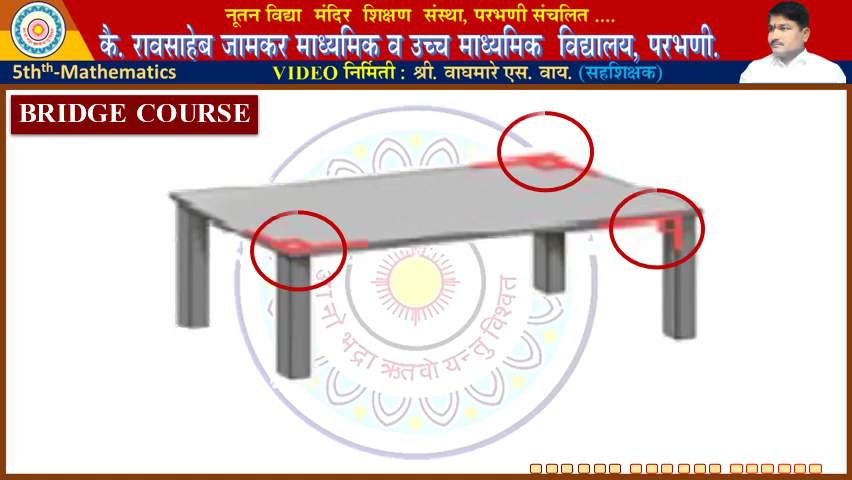 नूतन विद्या मंदिर शिक्षण संस्था, परभणी संचलित ....
कै. रावसाहेब जामकर माध्यमिक व उच्च माध्यमिक विद्यालय, परभणी.
5thth-Mathematics
VIDEO निर्मिती : श्री. वाघमारे एस. वाय. (सहशिक्षक)
BRIDGE COURSE
आ नो भद्रा ऋतवो यन्तु विश्वत